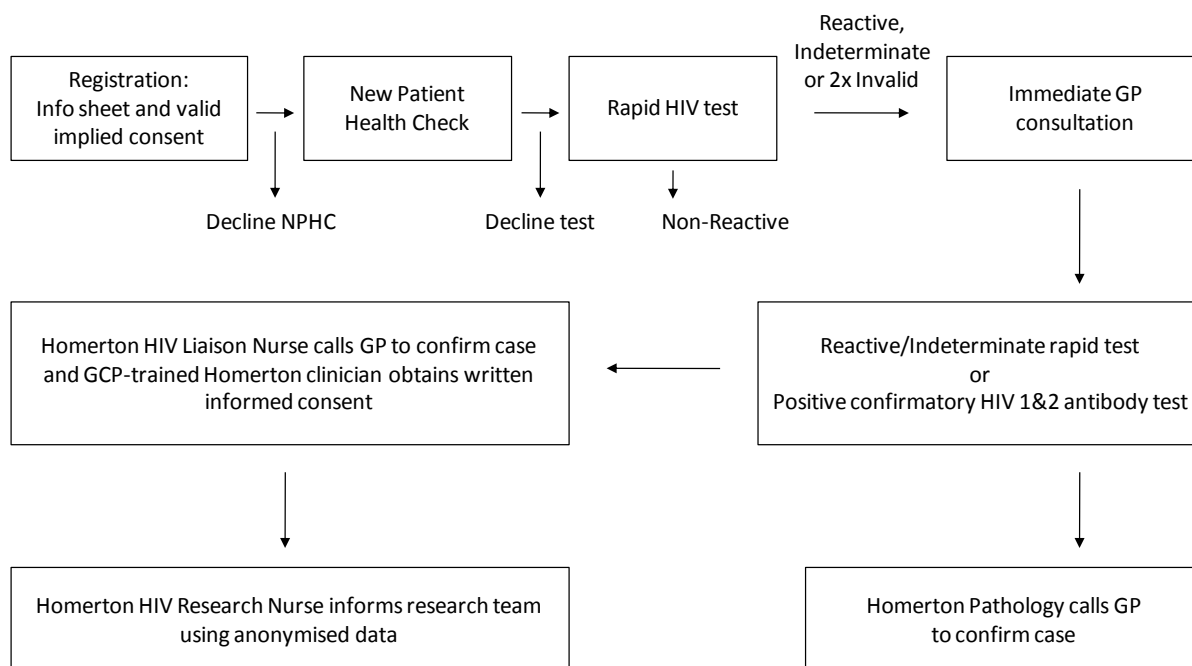 Registration:
Info sheet and valid
implied consent
New Patient
Health Check
Rapid HIV test
Reactive,
Indeterminate
or 2x Invalid
Immediate GP
consultation
Decline NPHC
Decline test
Non-Reactive
Homerton HIV Liaison Nurse calls GP to confirm case
and GCP-trained Homerton clinician obtains written
informed consent
Reactive/Indeterminate rapid test
or
Positive confirmatory HIV 1&2 antibody test
Homerton HIV Research Nurse informs research team
using anonymised data
Homerton Pathology calls GP
to confirm case